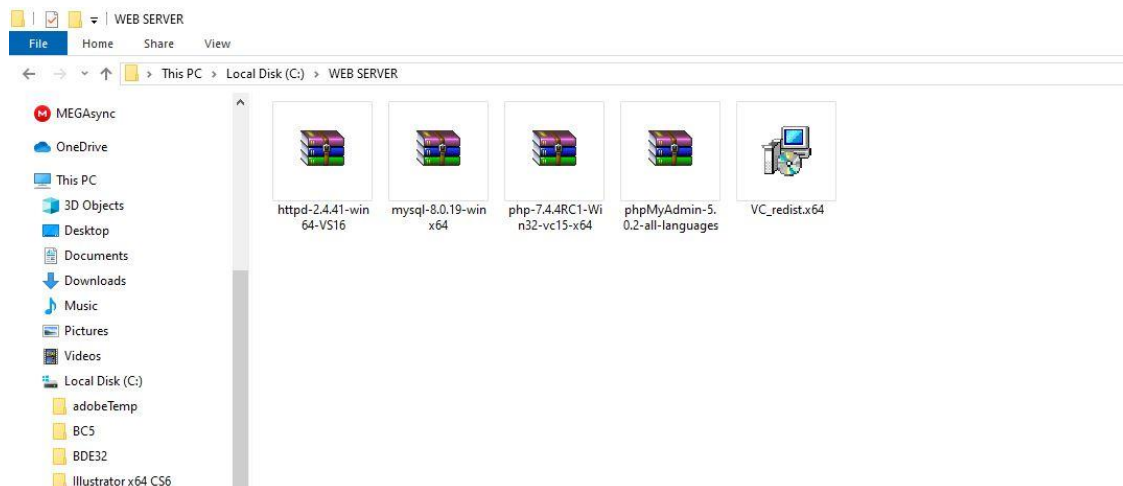 WEB SERVER
File Home Share View
This PC > Local Disk (C:) > WEB SERVER
MEGAsync
OneDrive
This PC
3D Objects
Desktop
Documents
Downloads
Music
Pictures
Videos
Local Disk (C:)
adobeTemp
BC5
BDE32
Illustrator x64 CS6
httpd-2.4.41-win
64-VS16
mysql-8.0.19-win
x64
php-7.4.4RC1-Wi
n32-vc15-x64
phpMyAdmin-5.
0.2-all-languages
VC_redist.x64